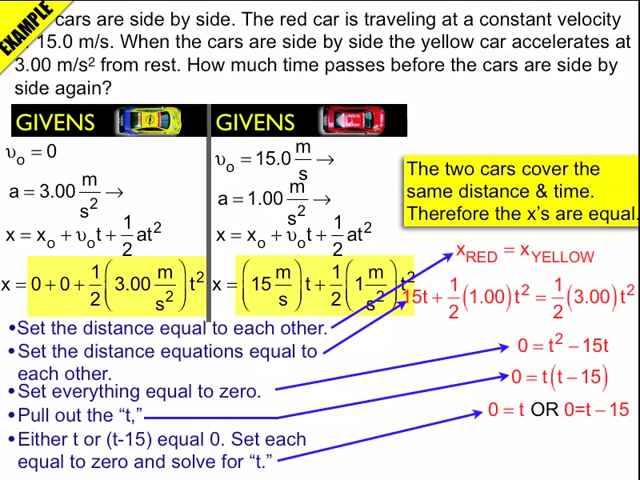 EXAMPLE
cars are side by side. The red car is traveling at a constant velocity
15.0 m/s. When the cars are side by side the yellow car accelerates at
3.00 m/s² from rest. How much time passes before the cars are side by
side again?
GIVENS
υₒ = 0
a = 3.00 m/s² →
x = xₒ + υₒt + 1/2 at²
x = 0 + 0 + 1/2 (3.00 m/s²) t²
GIVENS
υₒ = 15.0 m/s →
a = 1.00 m/s² →
x = xₒ + υₒt + 1/2 at²
x = (15 m/s) t + 1/2 (1 m/s²) t²
The two cars cover the
same distance & time.
Therefore the x's are equal.
•Set the distance equal to each other.
•Set the distance equations equal to
each other.
•Set everything equal to zero.
•Pull out the “t,”
•Either t or (t-15) equal 0. Set each
equal to zero and solve for “t.”
x RED = x YELLOW
15t + 1/2 (1.00) t² = 1/2 (3.00) t²
0 = t² – 15t
0 = t (t – 15)
0 = t OR 0=t – 15